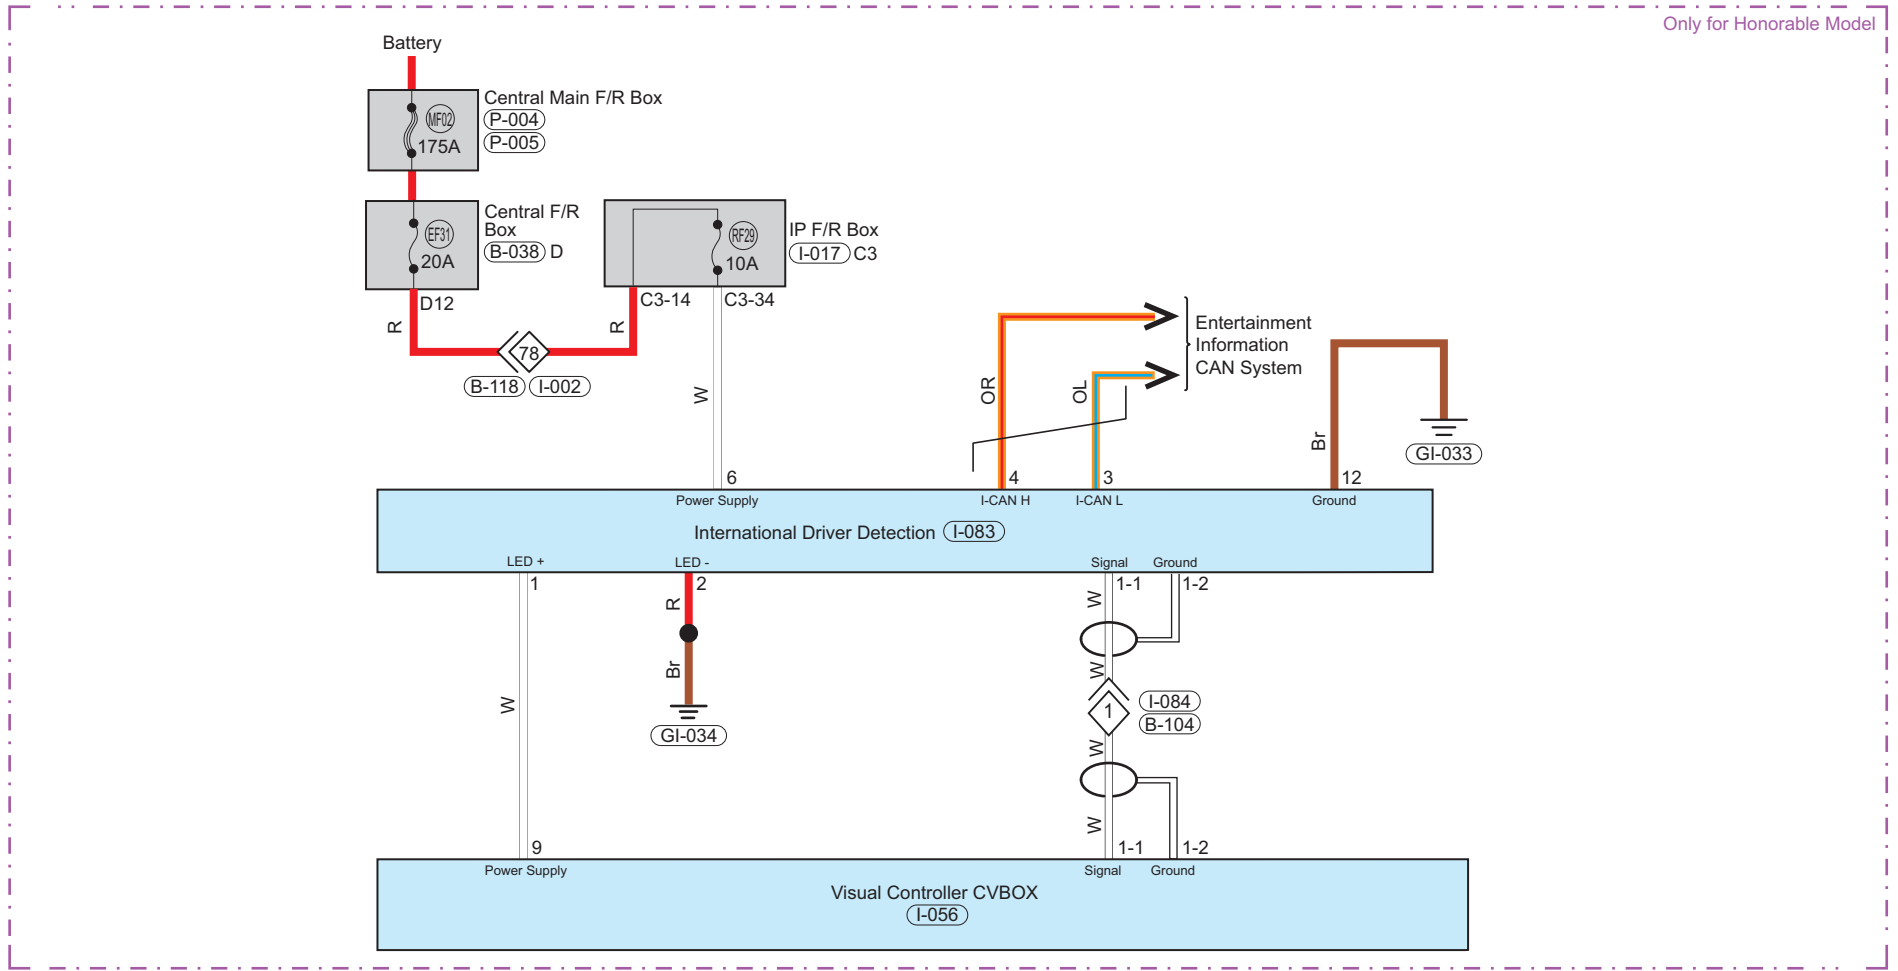 Only for Honorable Model
Battery
Central Main F/R Box
P-004
P-005
MF02
175A
Central F/R
Box
B-038 D
EF31
20A
IP F/R Box
I-017 C3
RF29
10A
D12
C3-14
C3-34
R
R
78
B-118
I-002
W
OR
OL
Entertainment
Information
CAN System
Br
GI-033
6
4
3
12
Power Supply
I-CAN H
I-CAN L
Ground
International Driver Detection I-083
LED +
LED -
Signal
Ground
1
2
1-1
1-2
R
W
Br
W
W
GI-034
1
I-084
B-104
W
W
9
1-1
1-2
Power Supply
Signal
Ground
Visual Controller CVBOX
I-056